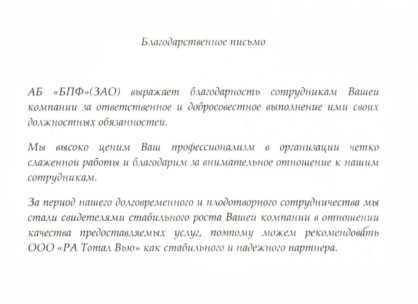 Благодарственное письмо
АБ «БПФ»(ЗАО) выражает благодарность сотрудникам Вашей
компании за ответственное и добросовестное выполнение ими своих
должностных обязанностей.
Мы высоко ценим Ваш профессионализм в организации четко
слаженной работы и благодарим за внимательное отношение к нашим
сотрудникам.
За период нашего долговременного и плодотворного сотрудничества мы
стали свидетелями стабильного роста Вашей компании в отношении
качества предоставляемых услуг, поэтому можем рекомендовать
ООО «РА Тотал Вью» как стабильного и надежного партнера.